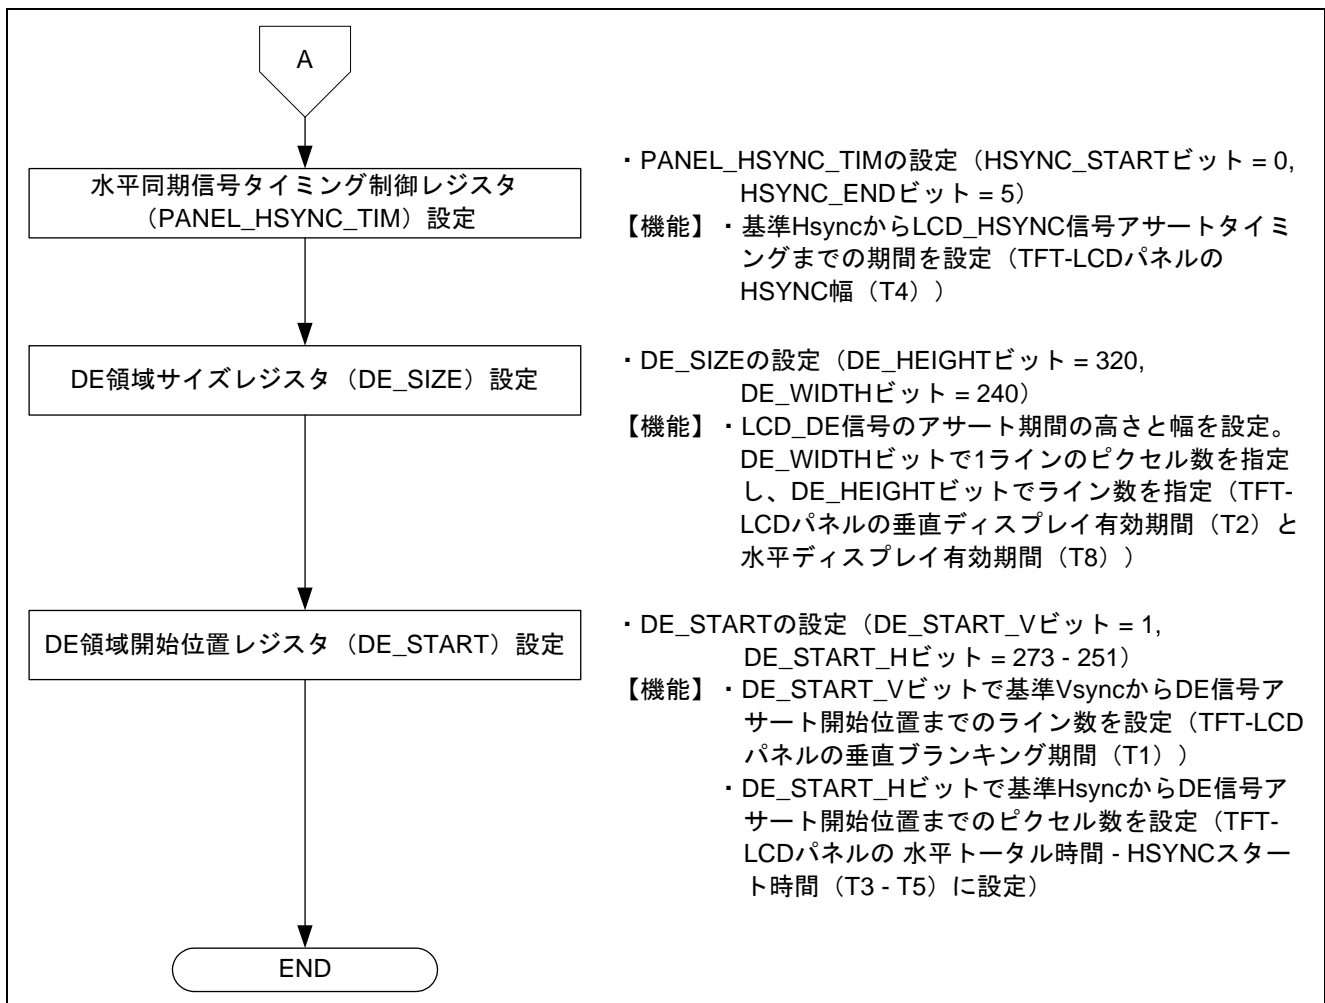 A
水平同期信号タイミング制御レジスタ
（PANEL_HSYNC_TIM）設定
・PANEL_HSYNC_TIMの設定（HSYNC_STARTビット = 0,
HSYNC_ENDビット = 5）
【機能】・基準HsyncからLCD_HSYNC信号アサートタイミ
ングまでの期間を設定（TFT-LCDパネルの
HSYNC幅（T4））
DE領域サイズレジスタ（DE_SIZE）設定
・DE_SIZEの設定（DE_HEIGHTビット = 320,
DE_WIDTHビット = 240）
【機能】・LCD_DE信号のアサート期間の高さと幅を設定。
DE_WIDTHビットで1ラインのピクセル数を指定
し、DE_HEIGHTビットでライン数を指定（TFT-
LCDパネルの垂直ディスプレイ有効期間（T2）と
水平ディスプレイ有効期間（T8））
DE領域開始位置レジスタ（DE_START）設定
・DE_STARTの設定（DE_START_Vビット = 1,
DE_START_Hビット = 273 - 251）
【機能】・DE_START_Vビットで基準VsyncからDE信号ア
サート開始位置までのライン数を設定（TFT-LCD
パネルの垂直ブランキング期間（T1））
・DE_START_Hビットで基準HsyncからDE信号ア
サート開始位置までのピクセル数を設定（TFT-
LCDパネルの 水平トータル時間 - HSYNCスター
ト時間（T3 - T5）に設定）
END